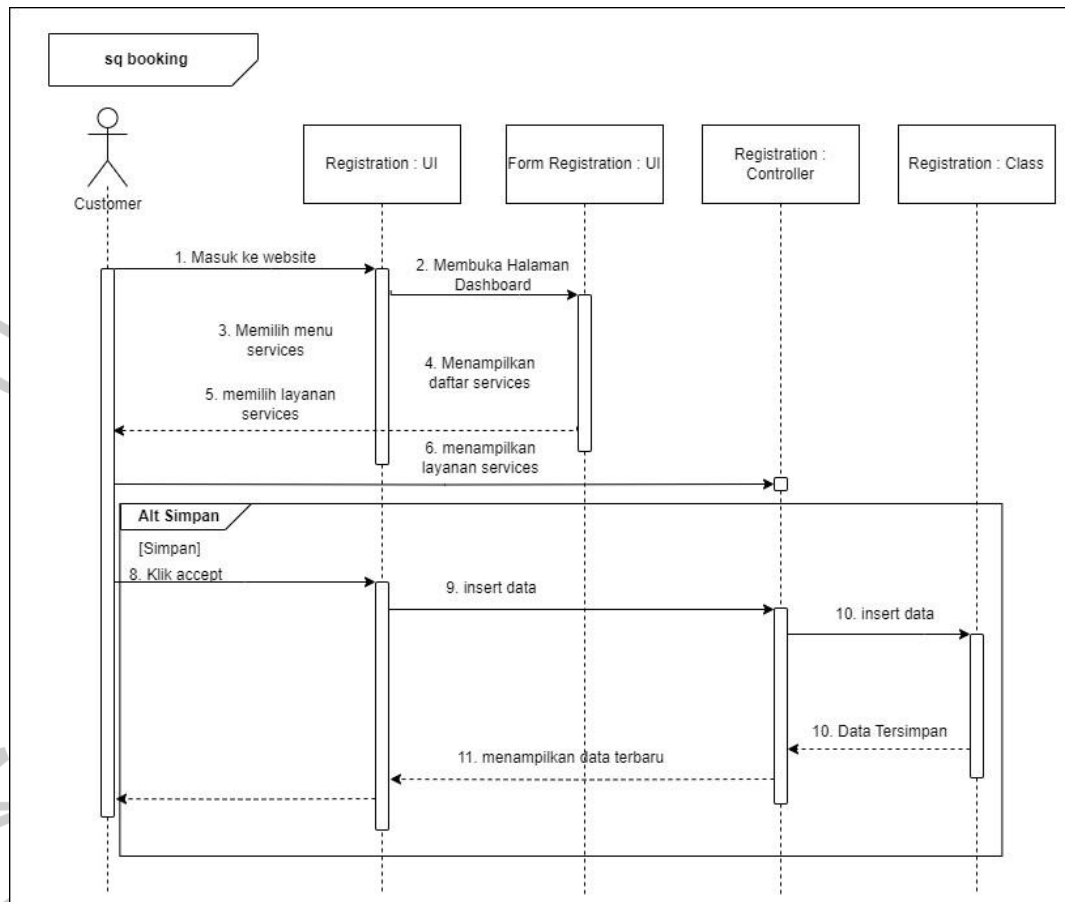 sq booking
Customer
Registration : UI
Form Registration : UI
Registration :
Controller
Registration : Class
1. Masuk ke website
2. Membuka Halaman
Dashboard
3. Memilih menu
services
4. Menampilkan
daftar services
5. memilih layanan
services
6. menampilkan
layanan services
Alt Simpan
[Simpan]
8. Klik accept
9. insert data
10. insert data
10. Data Tersimpan
11. menampilkan data terbaru